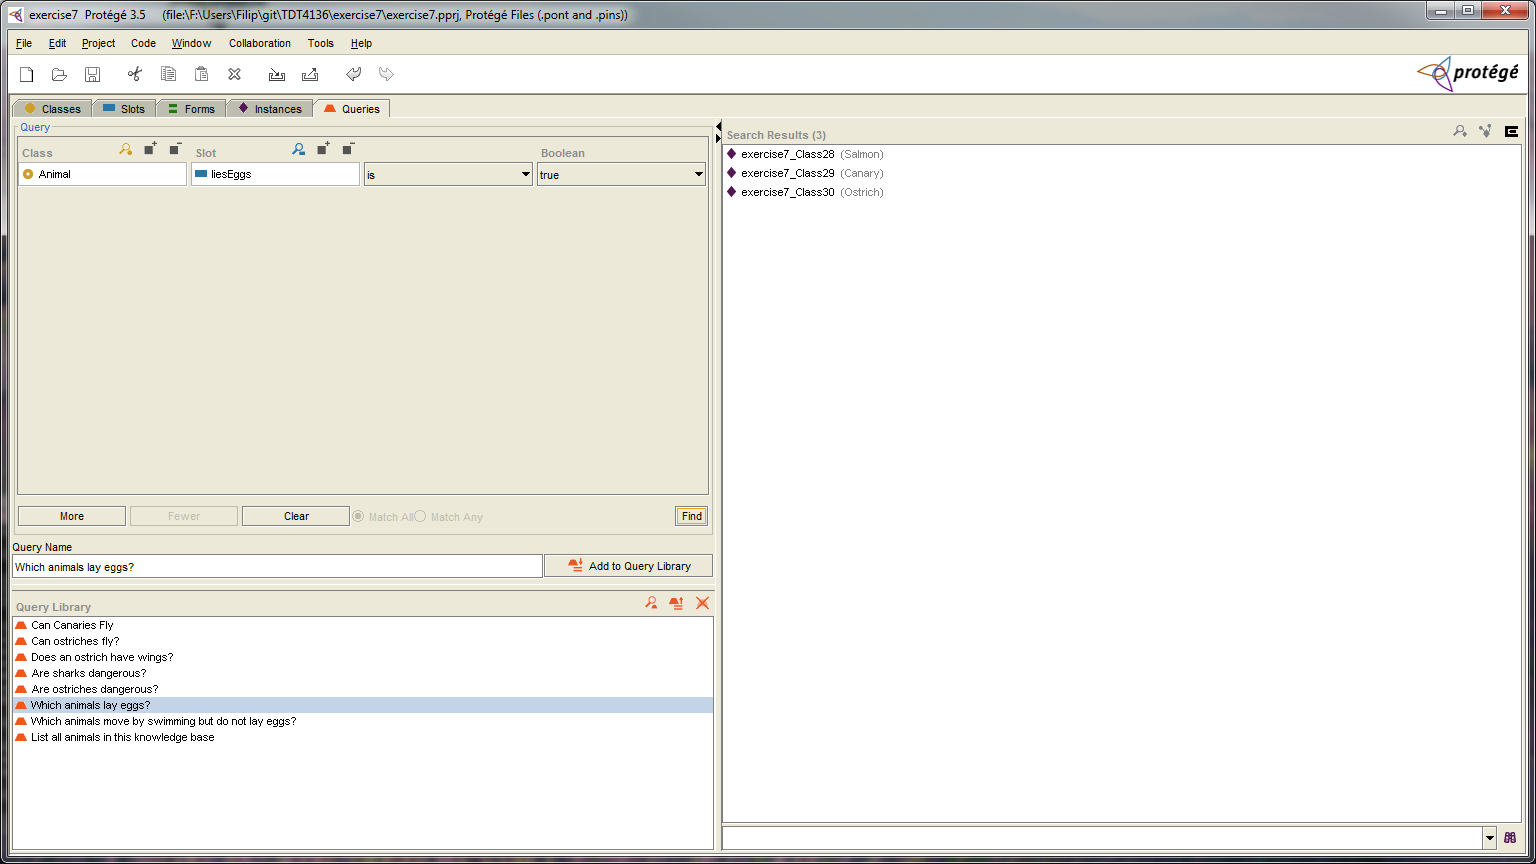 exercise7  Protégé 3.5    (file:\F:\Users\Filip\git\TDT4136\exercise7\exercise7.pprj, Protégé Files (.pont and .pins))
File Edit Project Code Window Collaboration Tools Help
protégé
Classes Slots Forms Instances Queries
Query
Class Slot Boolean
Animal liesEggs is true
More Fewer Clear Match All Match Any Find
Query Name
Which animals lay eggs? Add to Query Library
Query Library
Can Canaries Fly
Can ostriches fly?
Does an ostrich have wings?
Are sharks dangerous?
Are ostriches dangerous?
Which animals lay eggs?
Which animals move by swimming but do not lay eggs?
List all animals in this knowledge base
Search Results (3)
exercise7_Class28 (Salmon)
exercise7_Class29 (Canary)
exercise7_Class30 (Ostrich)